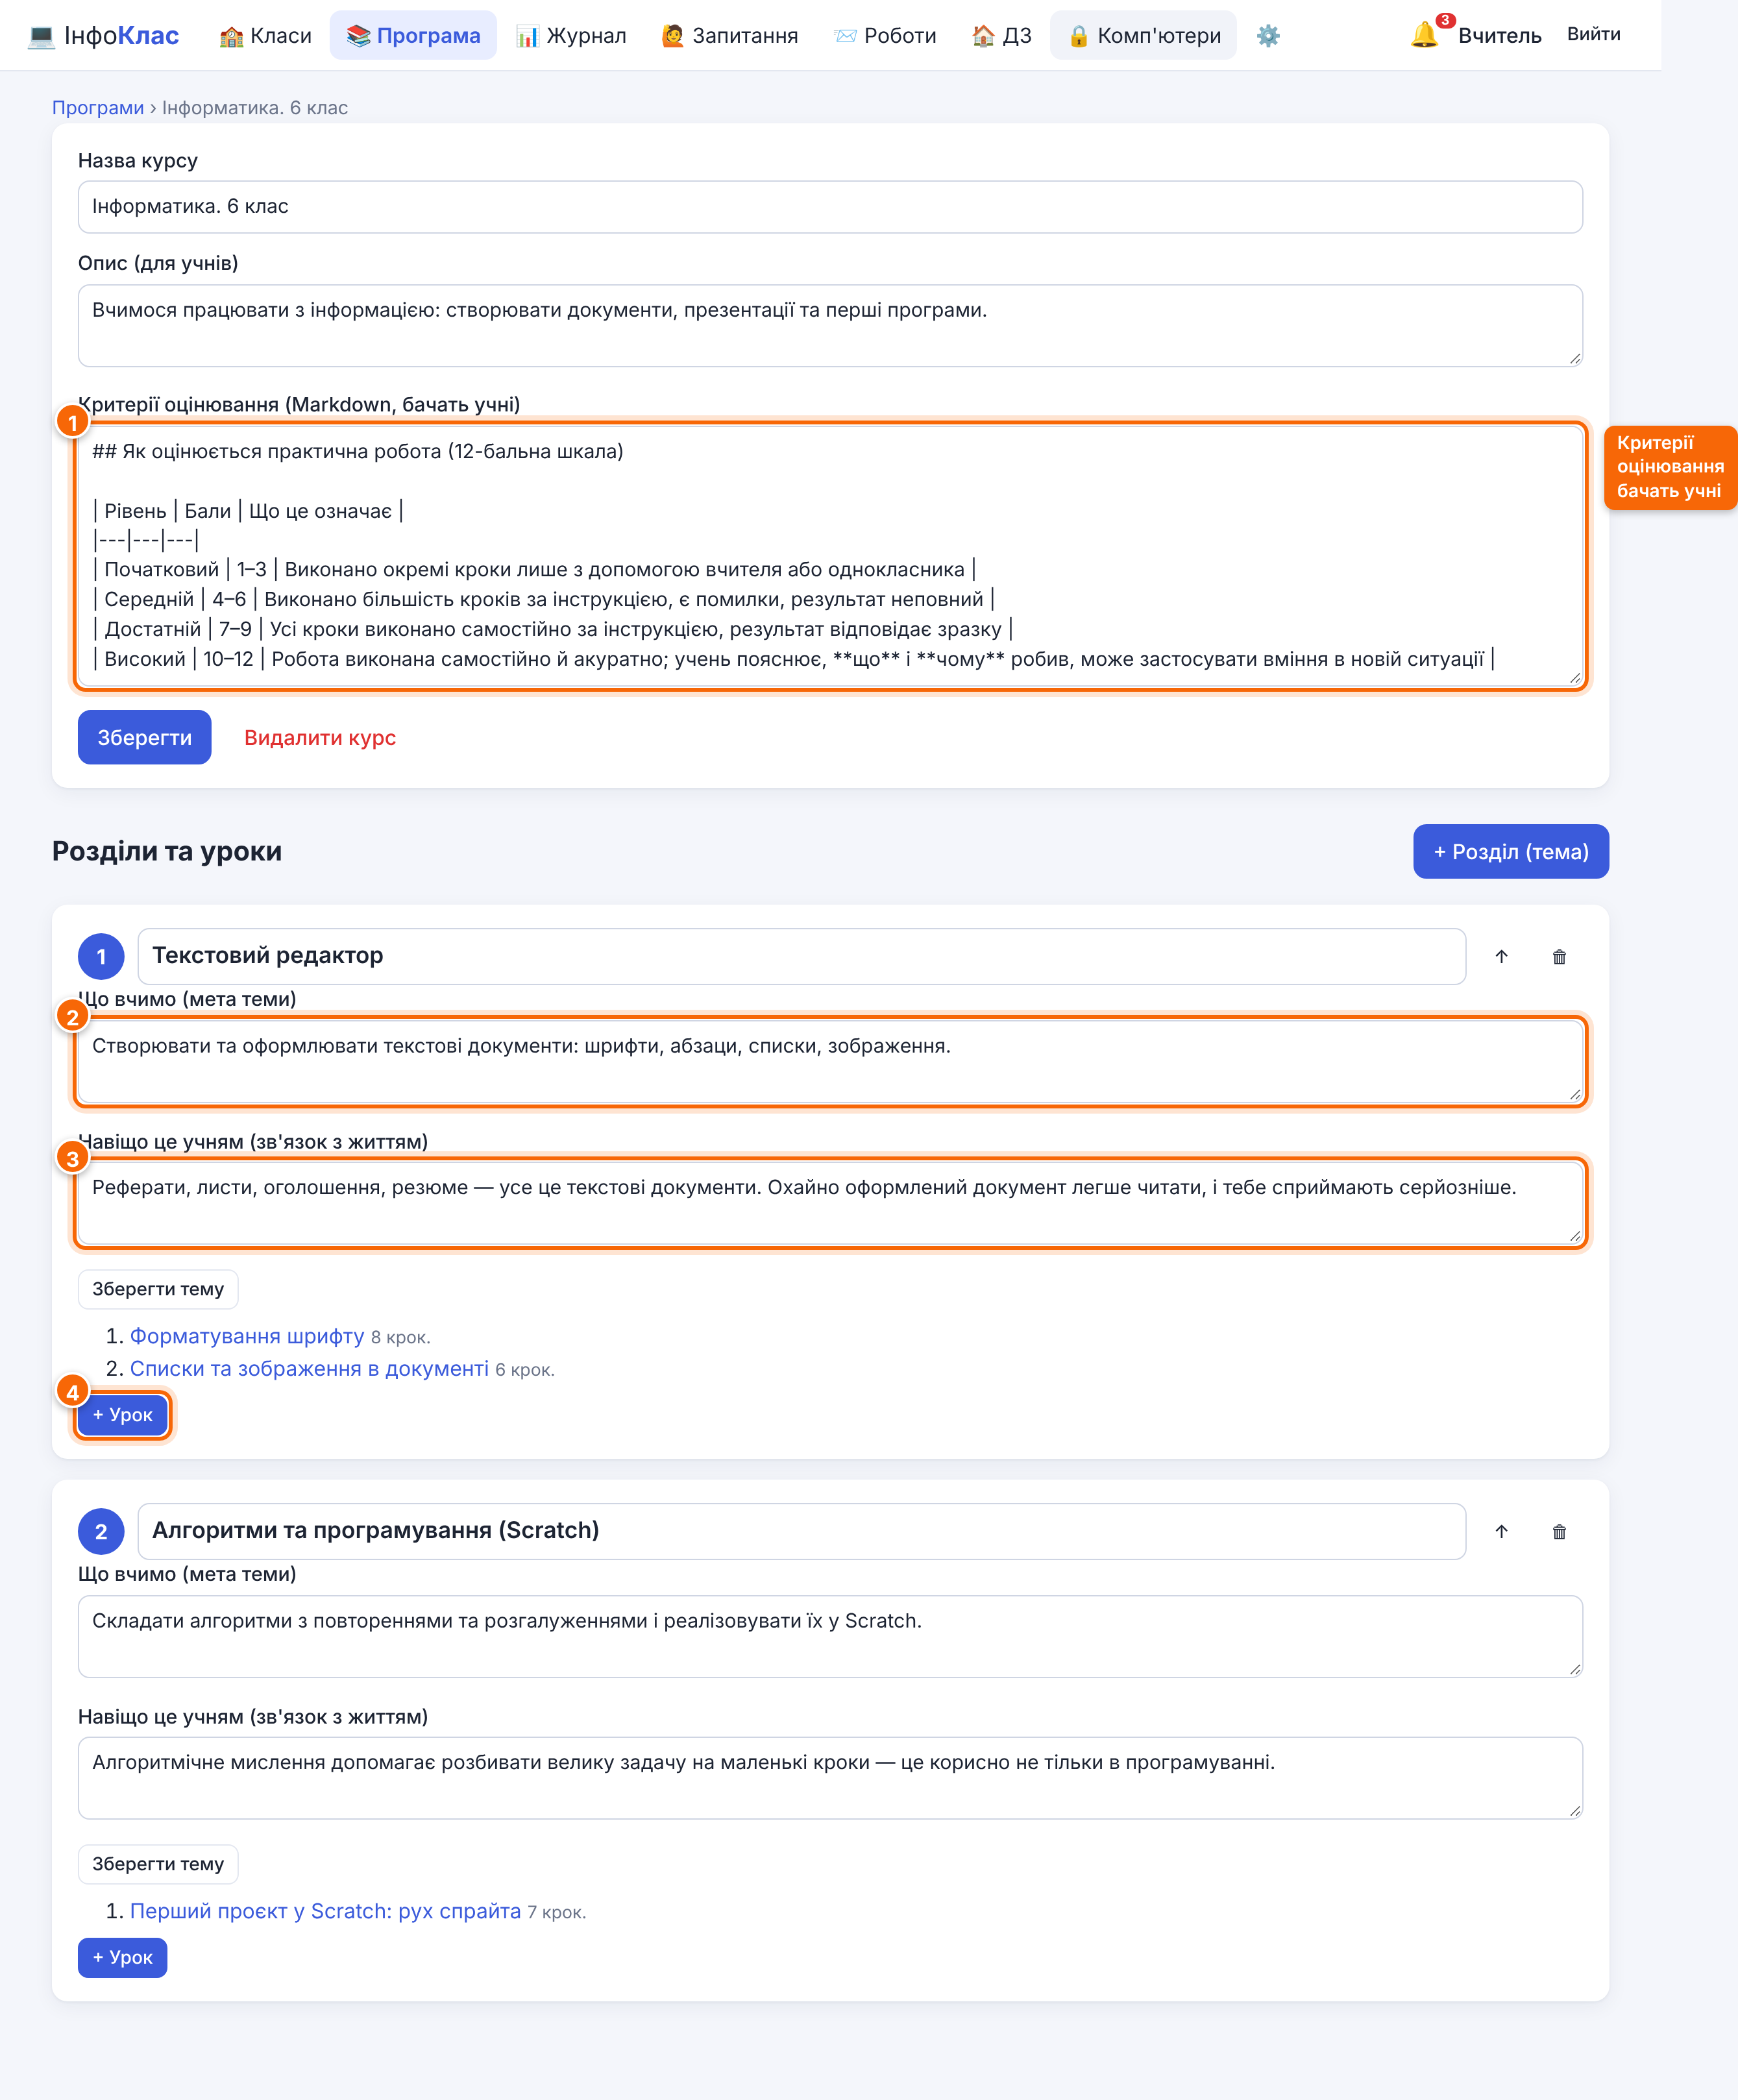 ІнфоКлас Класи Програма Журнал Запитання Роботи ДЗ Комп'ютери 3 Вчитель Вийти
Програми › Інформатика. 6 клас
Назва курсу
Інформатика. 6 клас
Опис (для учнів)
Вчимося працювати з інформацією: створювати документи, презентації та перші програми.
Критерії оцінювання (Markdown, бачать учні)
1
## Як оцінюється практична робота (12-бальна шкала)
| Рівень | Бали | Що це означає |
|---|---|---|
| Початковий | 1–3 | Виконано окремі кроки лише з допомогою вчителя або однокласника |
| Середній | 4–6 | Виконано більшість кроків за інструкцією, є помилки, результат неповний |
| Достатній | 7–9 | Усі кроки виконано самостійно за інструкцією, результат відповідає зразку |
| Високий | 10–12 | Робота виконана самостійно й акуратно; учень пояснює, **що** і **чому** робив, може застосувати вміння в новій ситуації |
Критерії
оцінювання
бачать учні
Зберегти Видалити курс
Розділи та уроки + Розділ (тема)
1 Текстовий редактор ↑
Що вчимо (мета теми)
2
Створювати та оформлювати текстові документи: шрифти, абзаци, списки, зображення.
Навіщо це учням (зв'язок з життям)
3
Реферати, листи, оголошення, резюме — усе це текстові документи. Охайно оформлений документ легше читати, і тебе сприймають серйозніше.
Зберегти тему
1. Форматування шрифту 8 крок.
2. Списки та зображення в документі 6 крок.
4
+ Урок
2 Алгоритми та програмування (Scratch) ↑
Що вчимо (мета теми)
Складати алгоритми з повтореннями та розгалуженнями і реалізовувати їх у Scratch.
Навіщо це учням (зв'язок з життям)
Алгоритмічне мислення допомагає розбивати велику задачу на маленькі кроки — це корисно не тільки в програмуванні.
Зберегти тему
1. Перший проєкт у Scratch: рух спрайта 7 крок.
+ Урок